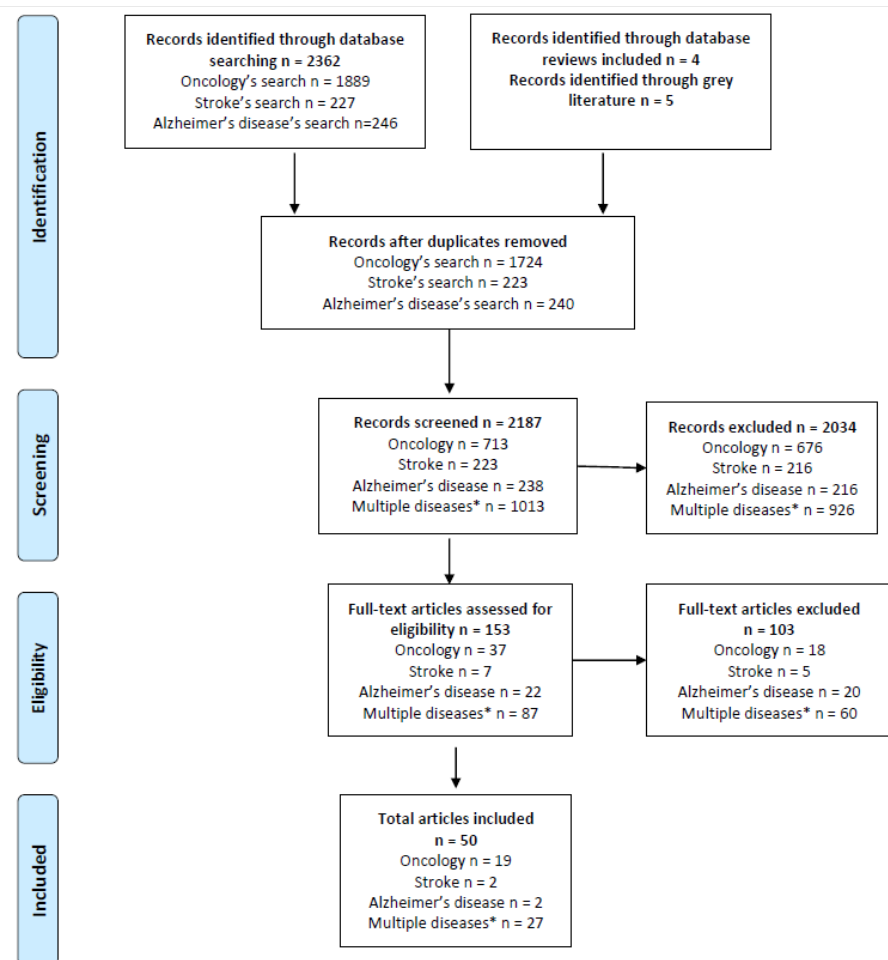 Identification
Records identified through database
searching n = 2362
Oncology's search n = 1889
Stroke's search n = 227
Alzheimer's disease's search n=246
Records identified through database
reviews included n = 4
Records identified through grey
literature n = 5
Records after duplicates removed
Oncology's search n = 1724
Stroke's search n = 223
Alzheimer's disease's search n = 240
Screening
Records screened n = 2187
Oncology n = 713
Stroke n = 223
Alzheimer's disease n = 238
Multiple diseases* n = 1013
Records excluded n = 2034
Oncology n = 676
Stroke n = 216
Alzheimer's disease n = 216
Multiple diseases* n = 926
Eligibility
Full-text articles assessed for
eligibility n = 153
Oncology n = 37
Stroke n = 7
Alzheimer's disease n = 22
Multiple diseases* n = 87
Full-text articles excluded
n = 103
Oncology n = 18
Stroke n = 5
Alzheimer's disease n = 20
Multiple diseases* n = 60
Included
Total articles included
n = 50
Oncology n = 19
Stroke n = 2
Alzheimer's disease n = 2
Multiple diseases* n = 27